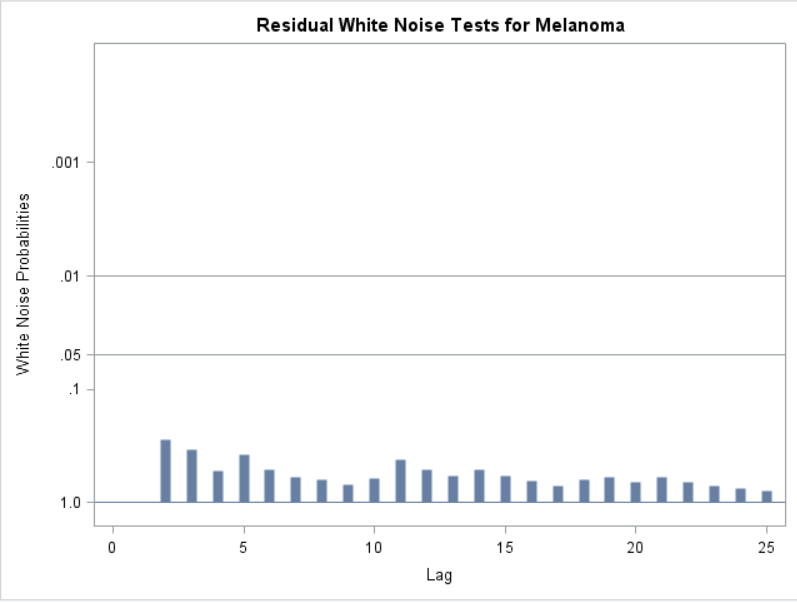 Residual White Noise Tests for Melanoma
White Noise Probabilities
.001
.01
.05
.1
1.0
0 5 10 15 20 25
Lag